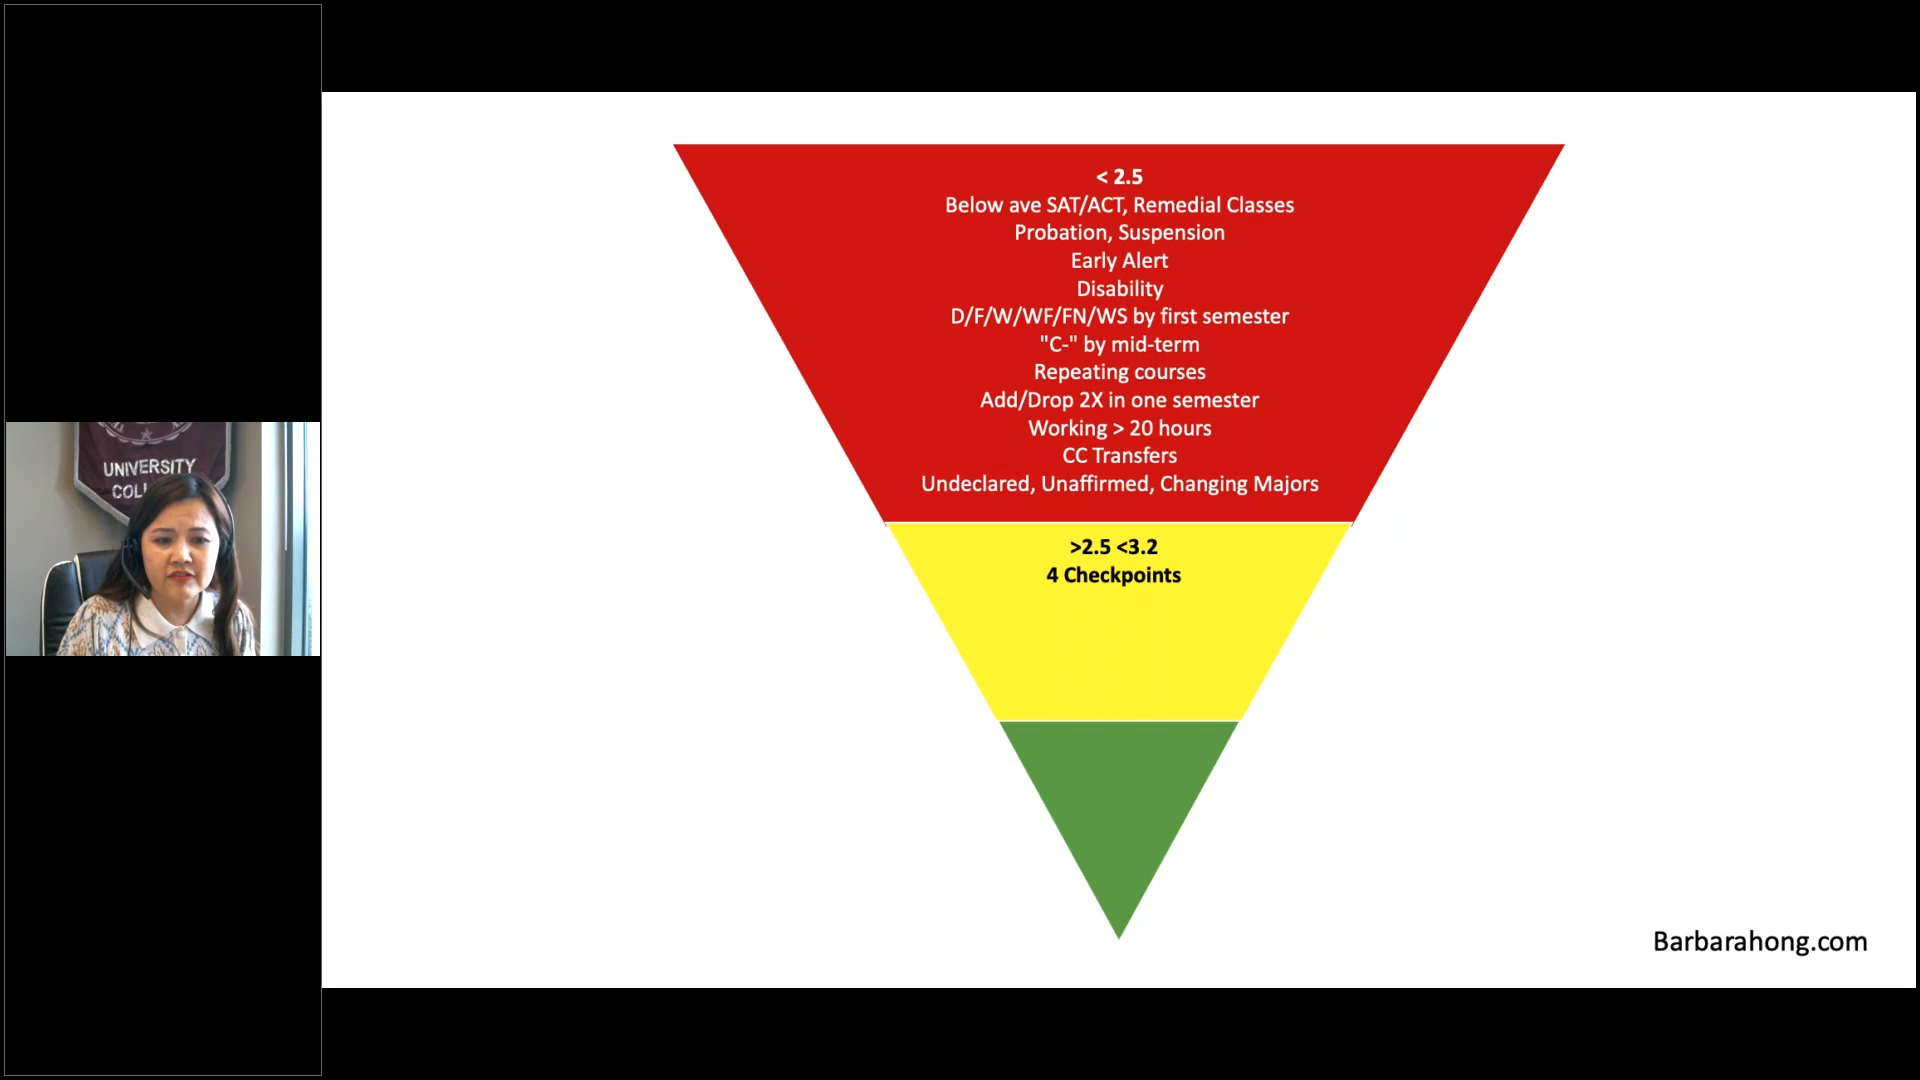 < 2.5
Below ave SAT/ACT, Remedial Classes
Probation, Suspension
Early Alert
Disability
D/F/W/WF/FN/WS by first semester
"C-" by mid-term
Repeating courses
Add/Drop 2X in one semester
Working > 20 hours
CC Transfers
Undeclared, Unaffirmed, Changing Majors
>2.5 <3.2
4 Checkpoints
Barbarahong.com
UNIVERSITY